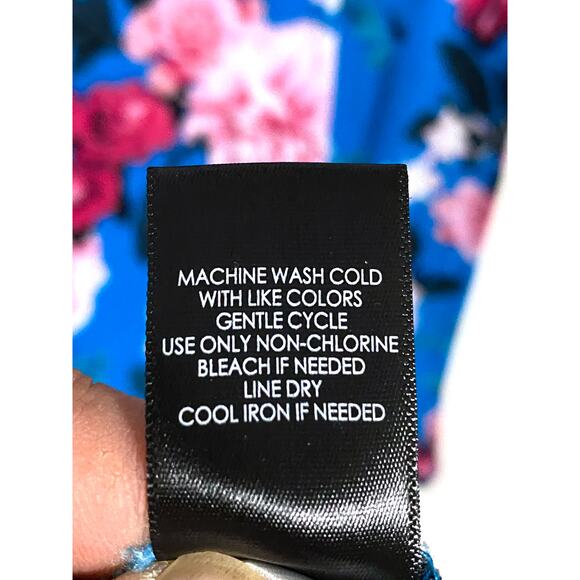 MACHINE WASH COLD
WITH LIKE COLORS
GENTLE CYCLE
USE ONLY NON-CHLORINE
BLEACH IF NEEDED
LINE DRY
COOL IRON IF NEEDED